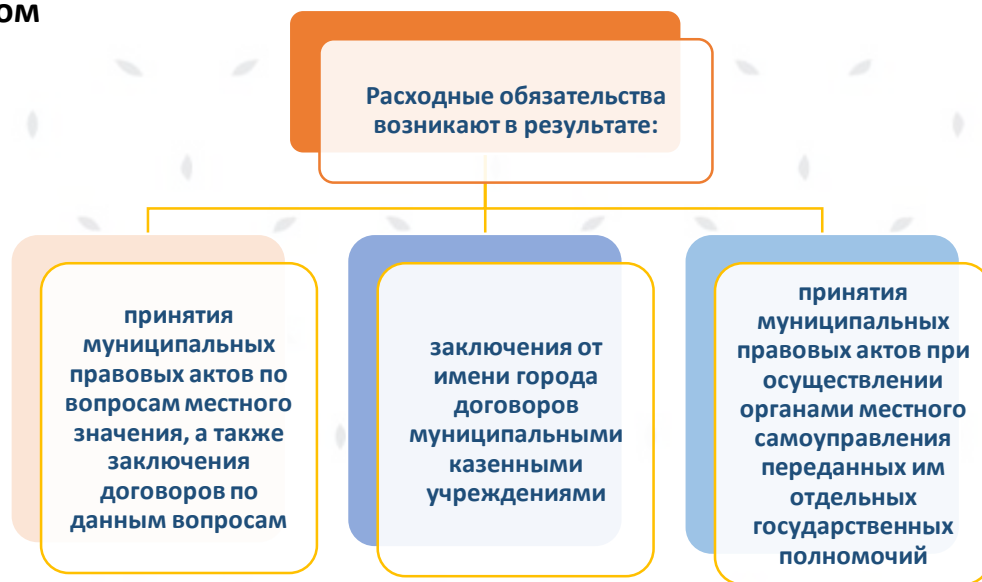 ом
Расходные обязательства
возникают в результате:
принятия
муниципальных
правовых актов по
вопросам местного
значения, а также
заключения
договоров по
данным вопросам
заключения от
имени города
договоров
муниципальными
казенными
учреждениями
принятия
муниципальных
правовых актов при
осуществлении
органами местного
самоуправления
переданных им
отдельных
государственных
полномочий